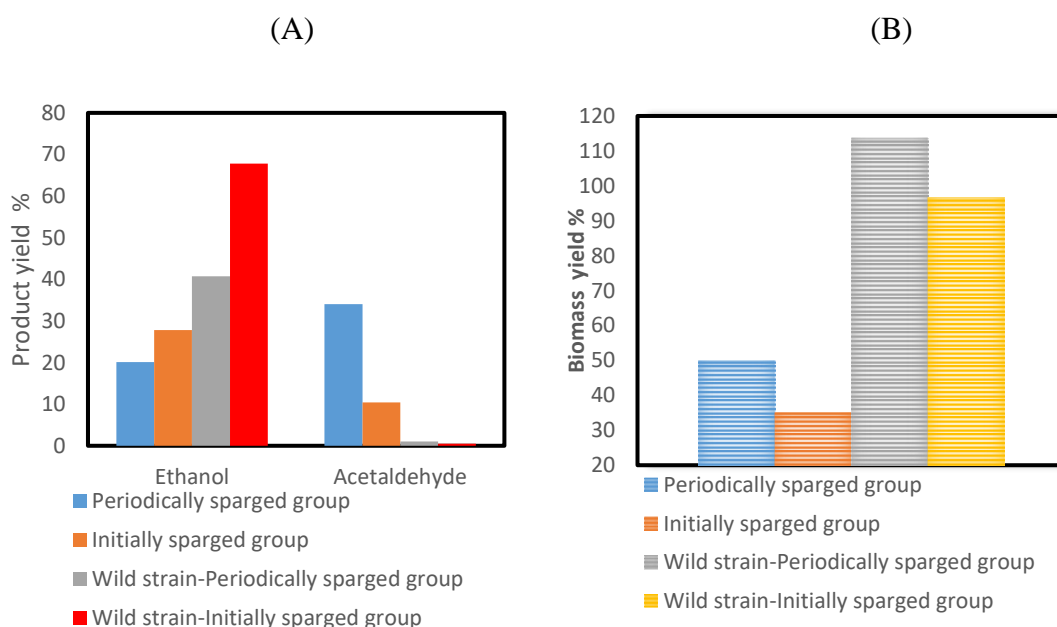 (A)
(B)
Product yield %
80
70
60
50
40
30
20
10
0
Ethanol Acetaldehyde
Periodically sparged group
Initially sparged group
Wild strain-Periodically sparged group
Wild strain-Initially sparged group
Biomass yield %
120
110
100
90
80
70
60
50
40
30
20
Periodically sparged group
Initially sparged group
Wild strain-Periodically sparged group
Wild strain-Initially sparged group